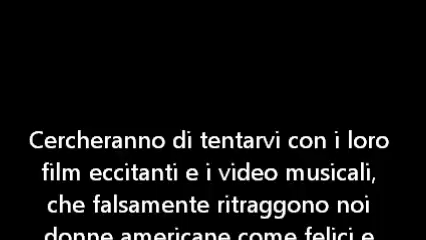 Cercheranno di tentarvi con i loro
film eccitanti e i video musicali,
che falsamente ritraggono noi
donne americane come felici e